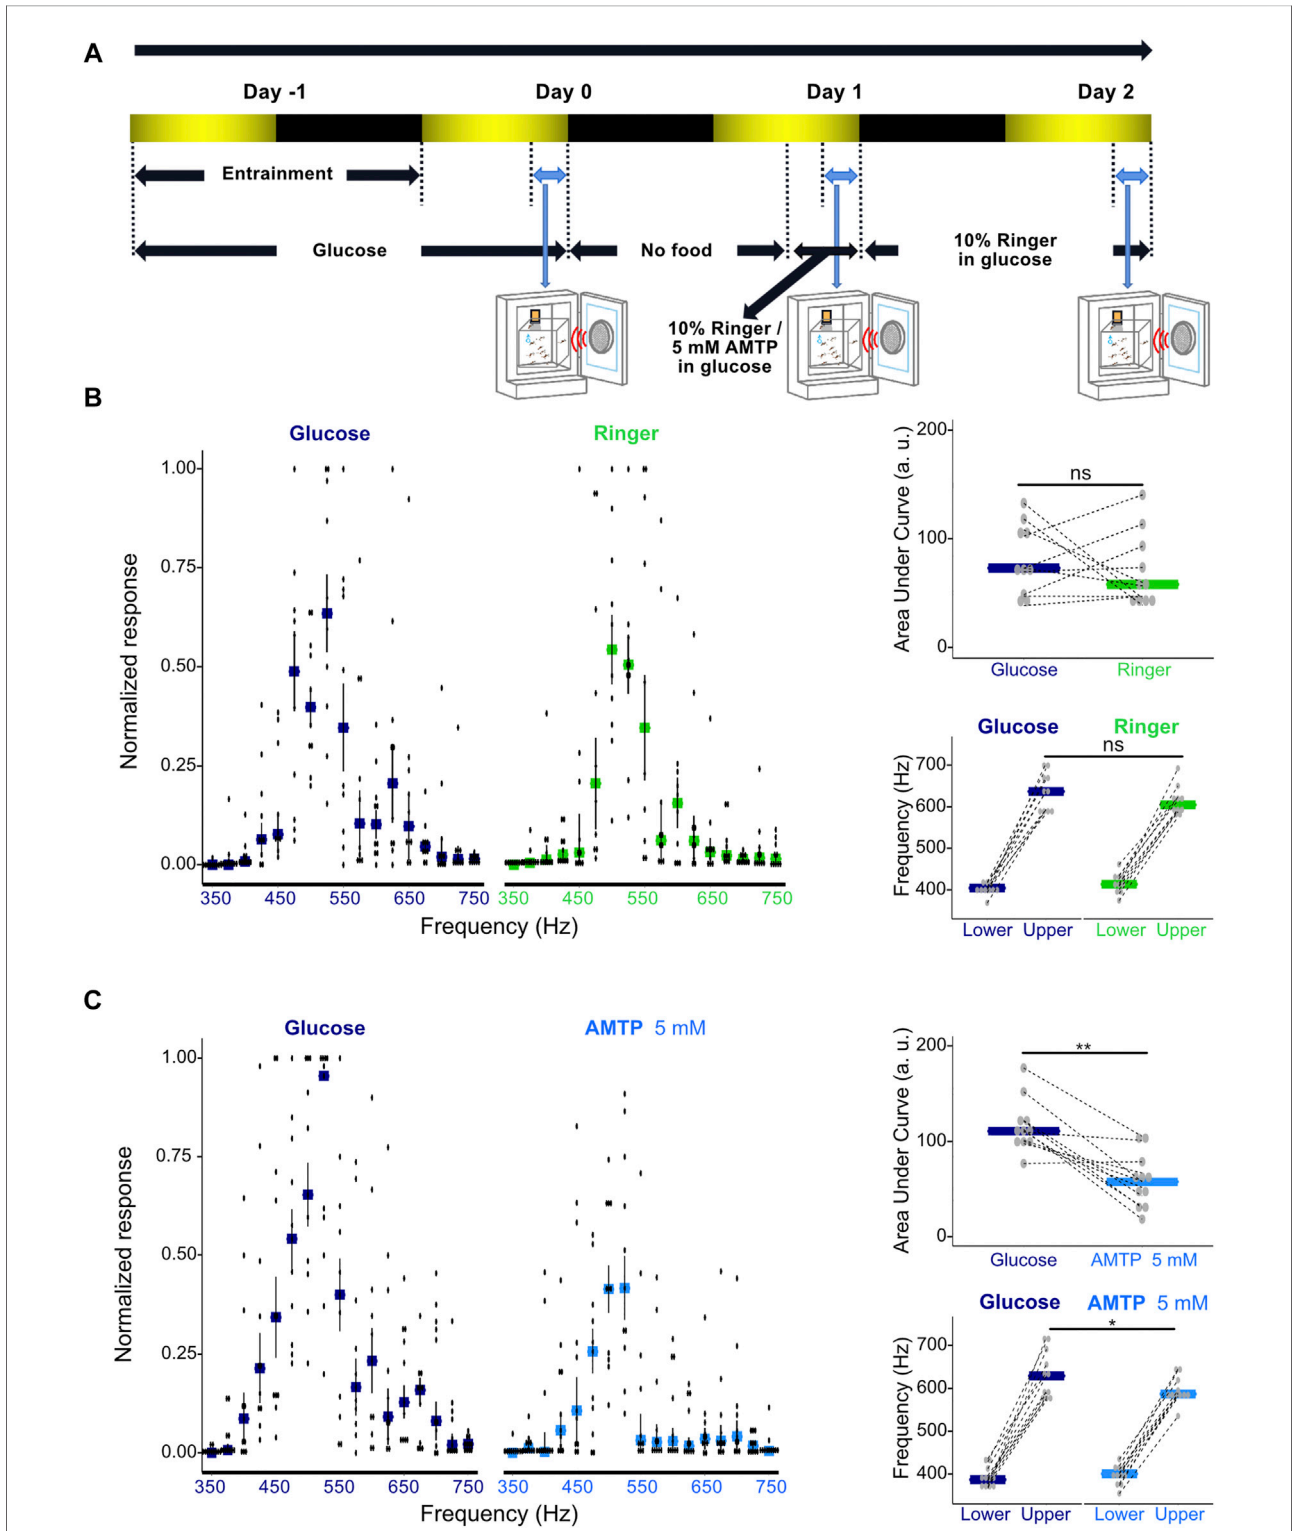 A
Day -1 Day 0 Day 1 Day 2
Entrainment
Glucose No food 10% Ringer
in glucose
10% Ringer /
5 mM AMTP
in glucose
B
Glucose Ringer
1.00
0.75
0.50
0.25
0.00
Normalized response
350 450 550 650 750 350 450 550 650 750
Frequency (Hz)
200
100
0
Area Under Curve (a. u.)
ns
Glucose Ringer
Glucose Ringer
ns
700
600
500
400
Frequency (Hz)
Lower Upper Lower Upper
C
Glucose AMTP 5 mM
1.00
0.75
0.50
0.25
0.00
Normalized response
350 450 550 650 750 350 450 550 650 750
Frequency (Hz)
200
100
0
Area Under Curve (a. u.)
**
Glucose AMTP 5 mM
Glucose AMTP 5 mM
*
700
600
500
400
Frequency (Hz)
Lower Upper Lower Upper